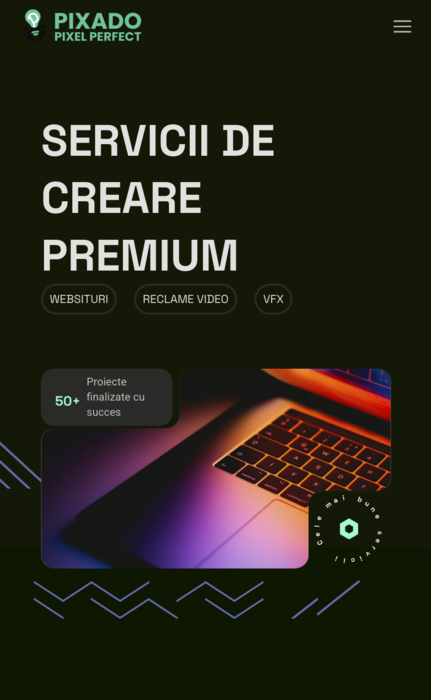 PIXADO
PIXEL PERFECT
SERVICII DE
CREARE
PREMIUM
WEBSITURI
RECLAME VIDEO
VFX
50+
Proiecte
finalizate cu
succes
Cele mai bune servicii